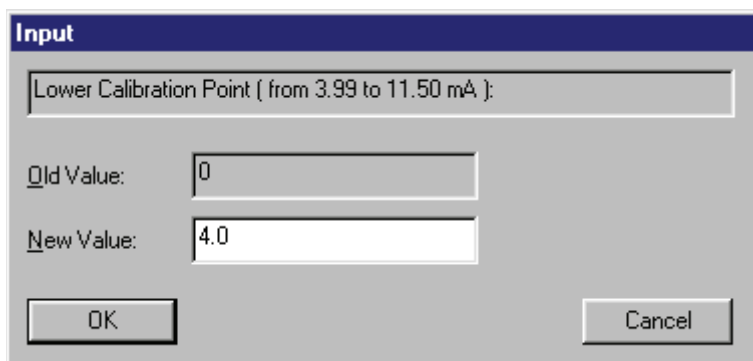 Input
Lower Calibration Point ( from 3.99 to 11.50 mA ):
Old Value: 0
New Value: 4.0
OK Cancel